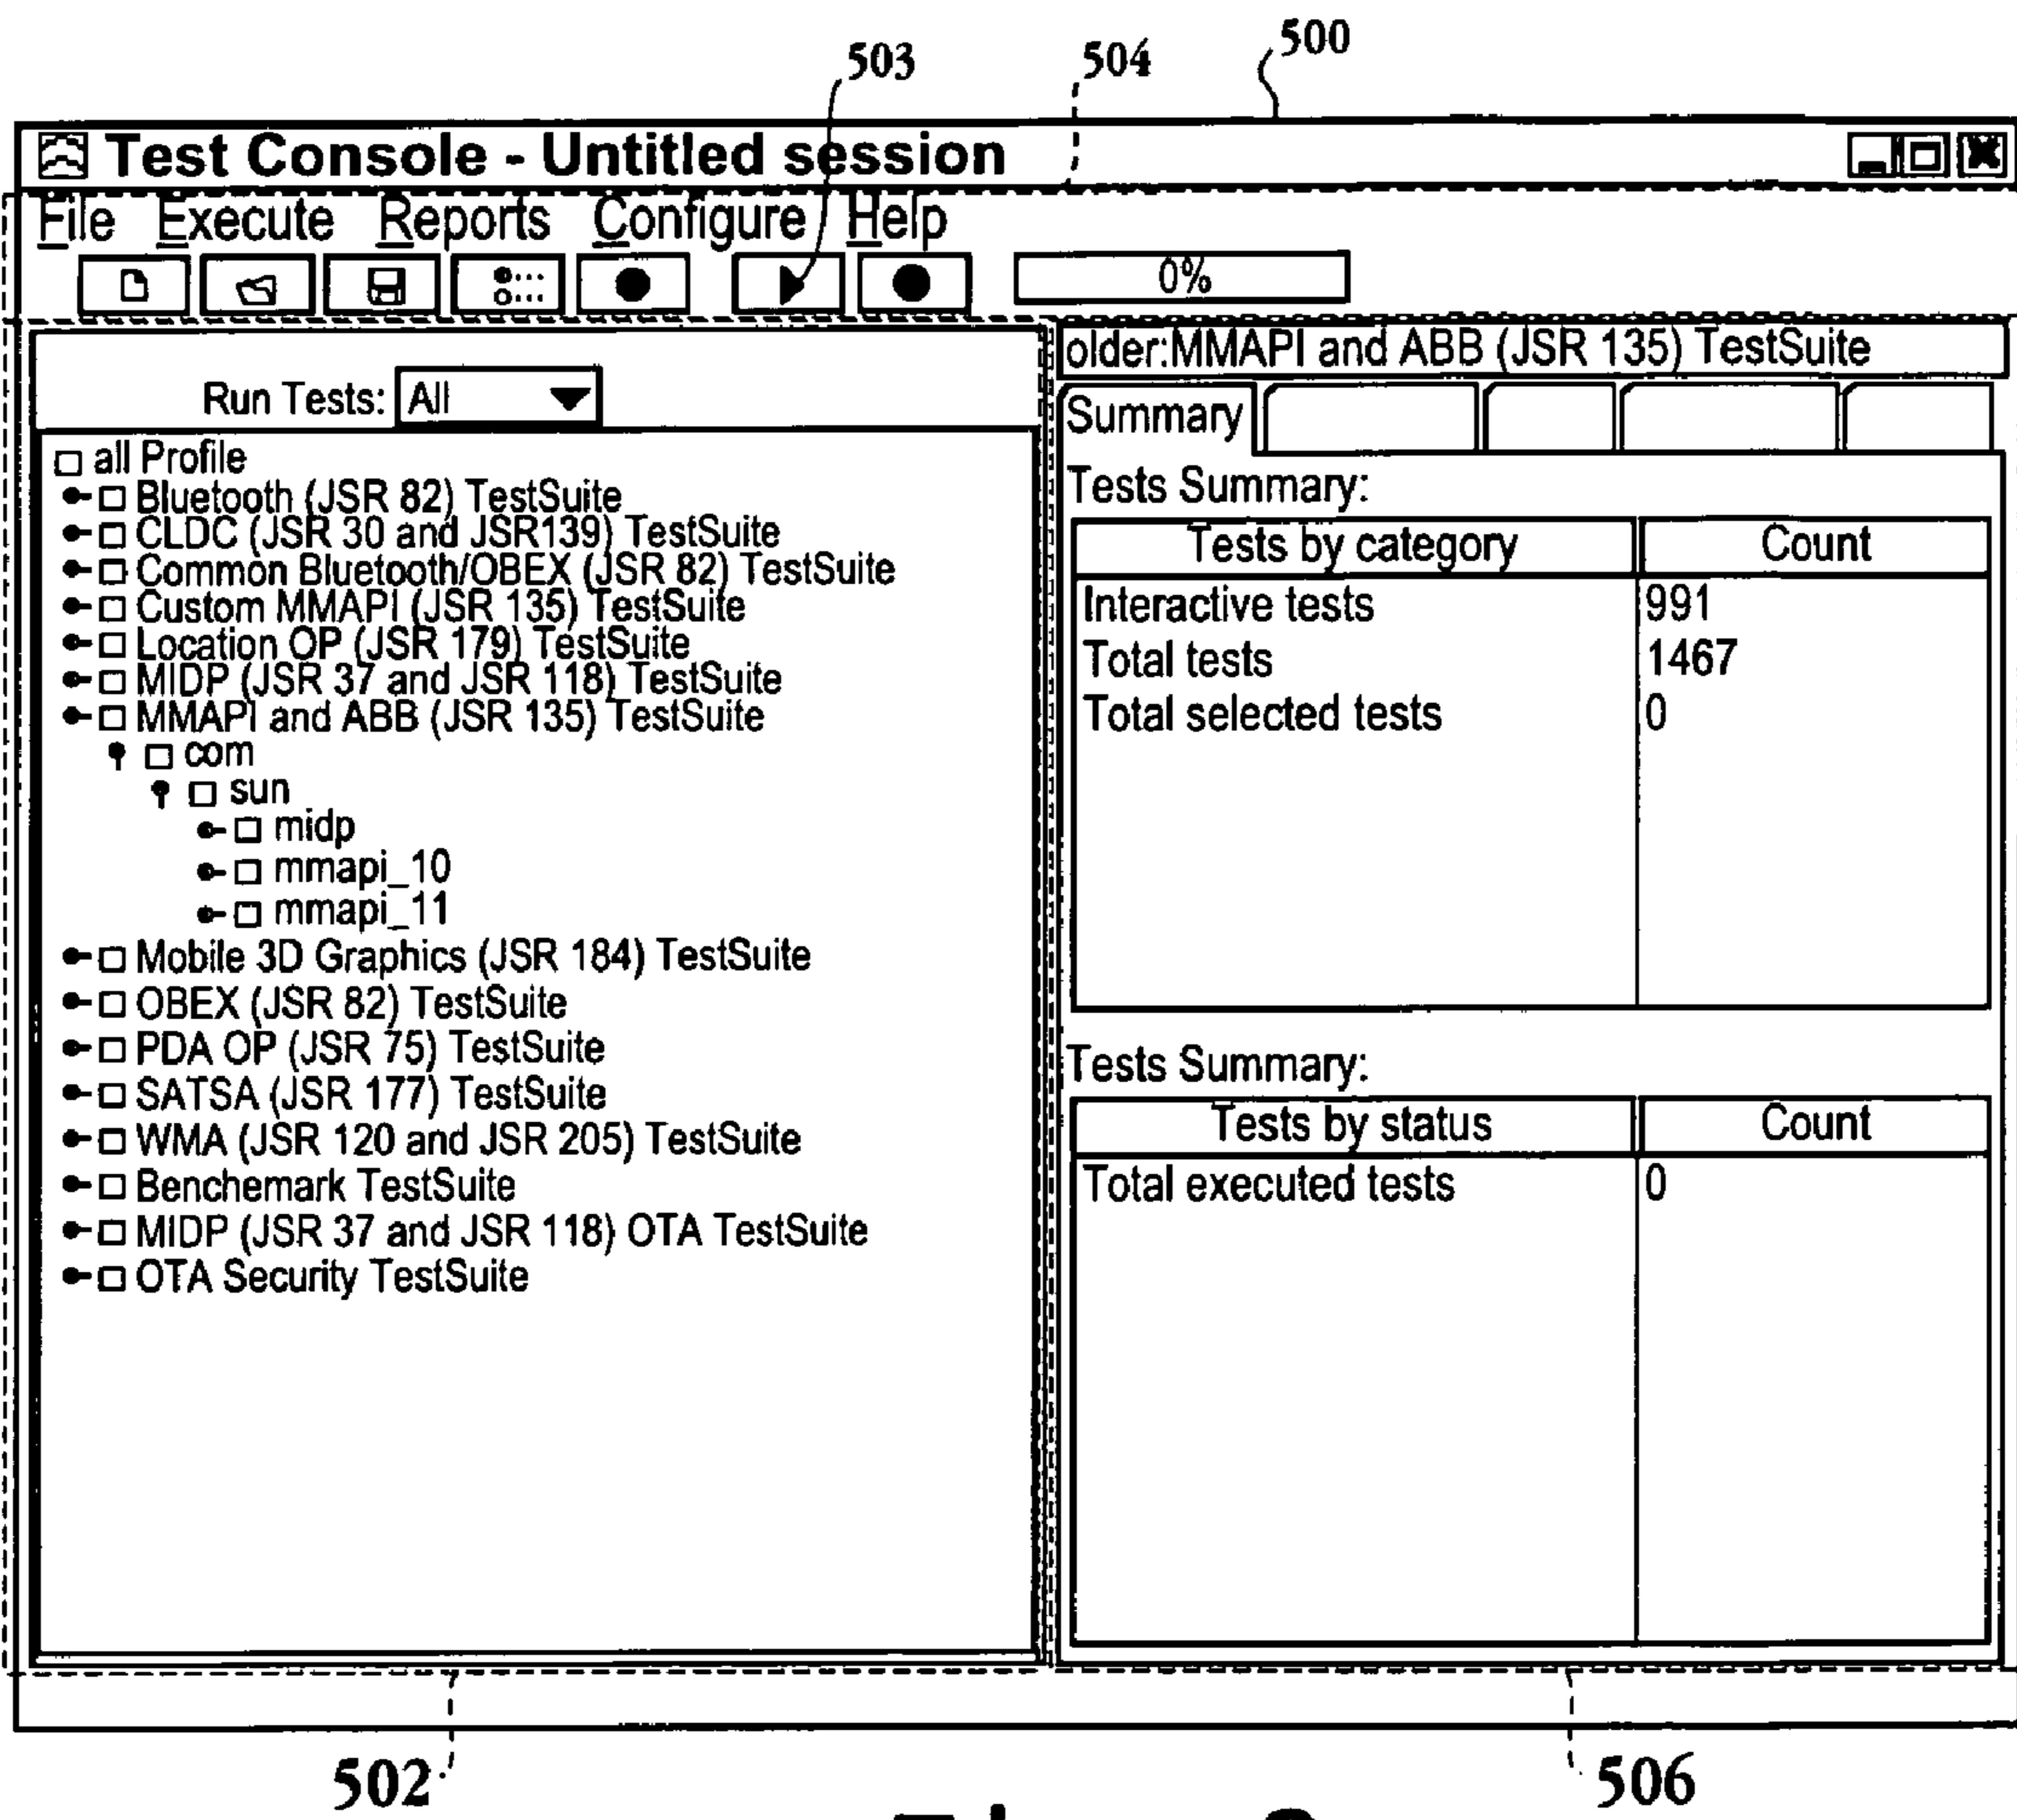 503 504 500
Test Console - Untitled session
File Execute Reports Configure Help
0%
Run Tests: All
all Profile
Bluetooth (JSR 82) TestSuite
CLDC (JSR 30 and JSR139) TestSuite
Common Bluetooth/OBEX (JSR 82) TestSuite
Custom MMAPI (JSR 135) TestSuite
Location OP (JSR 179) TestSuite
MIDP (JSR 37 and JSR 118) TestSuite
MMAPI and ABB (JSR 135) TestSuite
com
sun
midp
mmapi_10
mmapi_11
Mobile 3D Graphics (JSR 184) TestSuite
OBEX (JSR 82) TestSuite
PDA OP (JSR 75) TestSuite
SATSA (JSR 177) TestSuite
WMA (JSR 120 and JSR 205) TestSuite
Benchemark TestSuite
MIDP (JSR 37 and JSR 118) OTA TestSuite
OTA Security TestSuite
older:MMAPI and ABB (JSR 135) TestSuite
Summary
Tests Summary:
Tests by category Count
Interactive tests 991
Total tests 1467
Total selected tests 0
Tests Summary:
Tests by status Count
Total executed tests 0
502 506